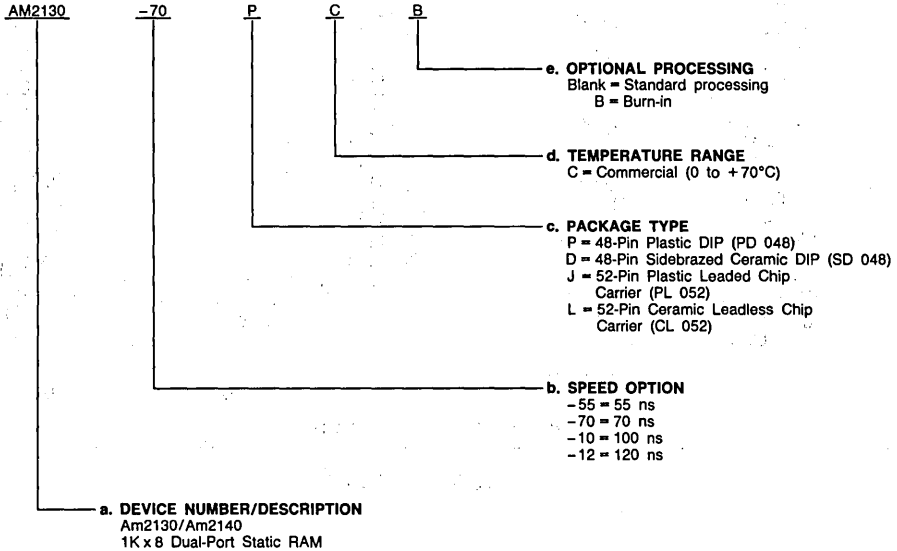 AM2130 -70 P C B
e. OPTIONAL PROCESSING
Blank = Standard processing
B = Burn-in
d. TEMPERATURE RANGE
C = Commercial (0 to +70°C)
c. PACKAGE TYPE
P = 48-Pin Plastic DIP (PD 048)
D = 48-Pin Sidebrazed Ceramic DIP (SD 048)
J = 52-Pin Plastic Leaded Chip
Carrier (PL 052)
L = 52-Pin Ceramic Leadless Chip
Carrier (CL 052)
b. SPEED OPTION
-55 = 55 ns
-70 = 70 ns
-10 = 100 ns
-12 = 120 ns
a. DEVICE NUMBER/DESCRIPTION
Am2130/Am2140
1K x 8 Dual-Port Static RAM